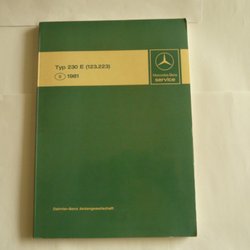 Typ 230 E (123.223)
1981
Mercedes-Benz
service
Daimler-Benz Aktiengesellschaft